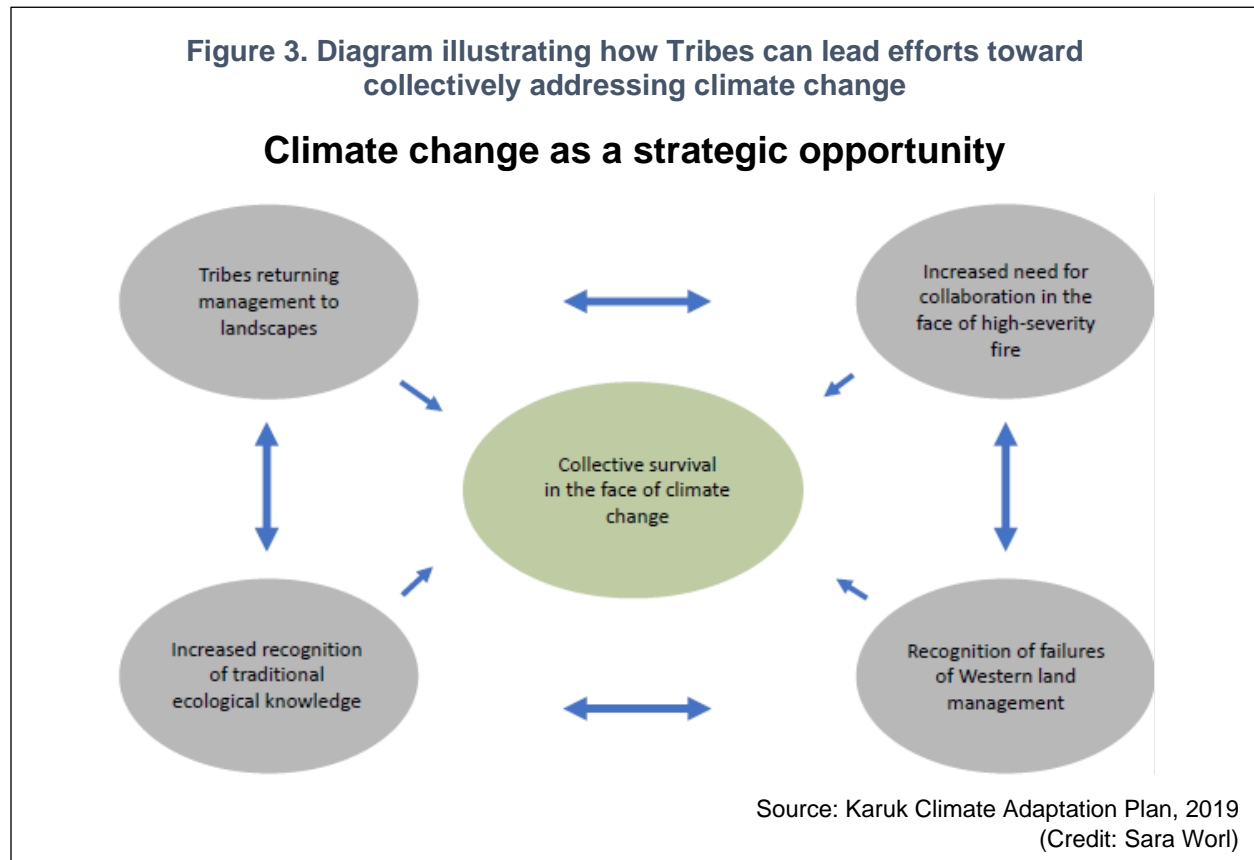 Figure 3. Diagram illustrating how Tribes can lead efforts toward
collectively addressing climate change
Climate change as a strategic opportunity
Tribes returning
management to
landscapes
Increased need for
collaboration in the
face of high-severity
fire
Collective survival
in the face of climate
change
Increased recognition
of traditional
ecological knowledge
Recognition of failures
of Western land
management
Source: Karuk Climate Adaptation Plan, 2019
(Credit: Sara Worl)